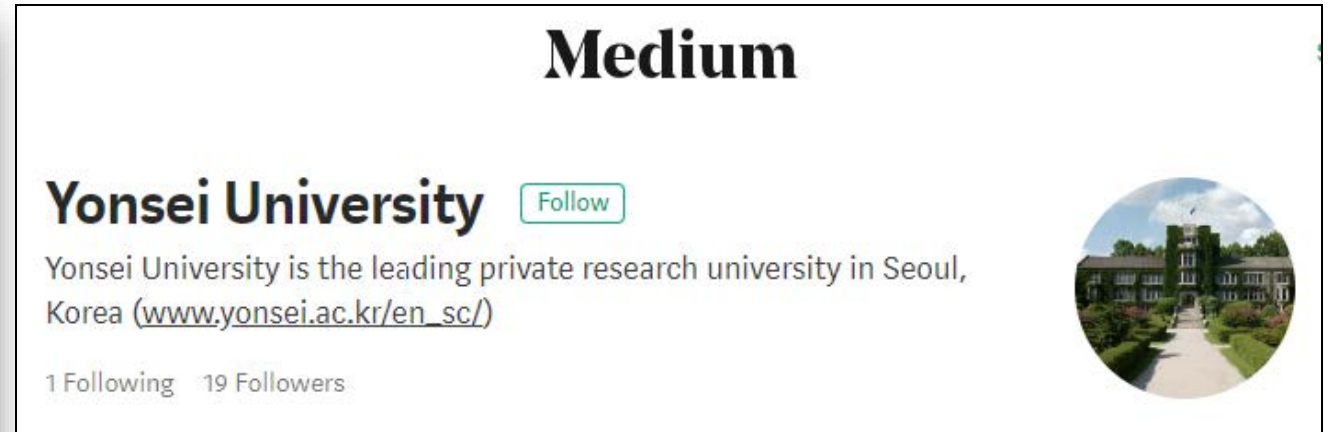 Medium
Yonsei University Follow
Yonsei University is the leading private research university in Seoul,
Korea (www.yonsei.ac.kr/en_sc/)
1 Following 19 Followers